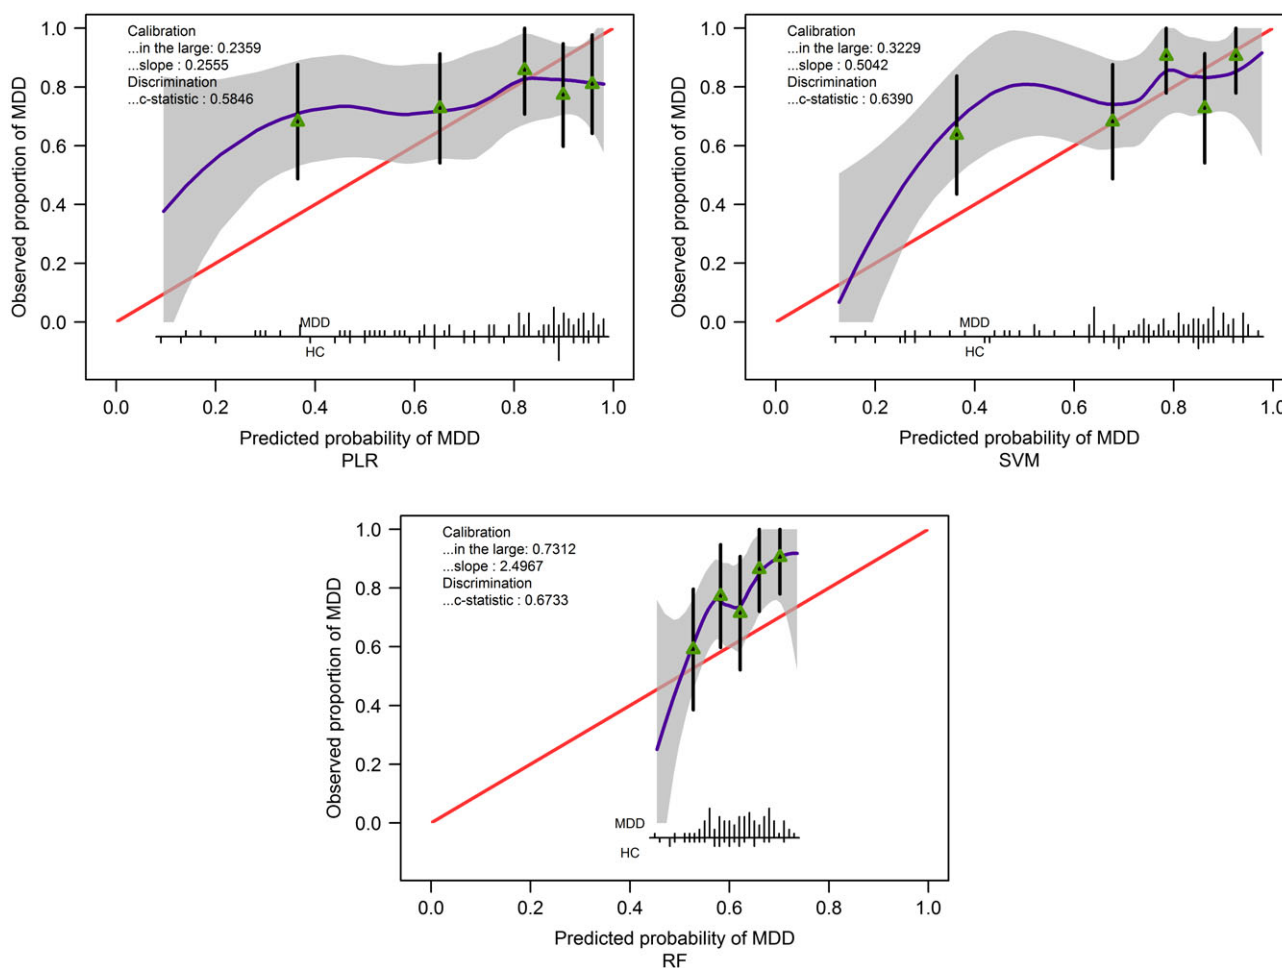 Calibration
...in the large: 0.2359
...slope : 0.2555
Discrimination
...c-statistic : 0.5846
Observed proportion of MDD
1.0
0.8
0.6
0.4
0.2
0.0
MDD
HC
0.0 0.2 0.4 0.6 0.8 1.0
Predicted probability of MDD
PLR
Calibration
...in the large: 0.3229
...slope : 0.5042
Discrimination
...c-statistic : 0.6390
Observed proportion of MDD
1.0
0.8
0.6
0.4
0.2
0.0
MDD
HC
0.0 0.2 0.4 0.6 0.8 1.0
Predicted probability of MDD
SVM
Calibration
...in the large: 0.7312
...slope : 2.4967
Discrimination
...c-statistic : 0.6733
Observed proportion of MDD
1.0
0.8
0.6
0.4
0.2
0.0
MDD
HC
0.0 0.2 0.4 0.6 0.8 1.0
Predicted probability of MDD
RF